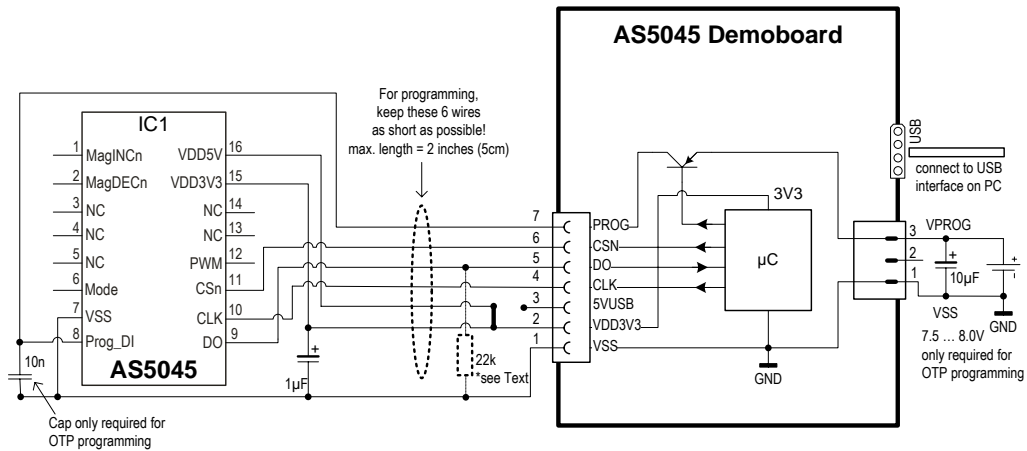 AS5045 Demoboard
For programming,
keep these 6 wires
as short as possible!
max. length = 2 inches (5cm)
IC1
1
MagINCn
2
MagDECn
3
NC
4
NC
5
NC
6
Mode
7
VSS
8
Prog_DI
VDD5V
16
VDD3V3
15
NC
14
NC
13
PWM
12
CSn
11
CLK
10
DO
9
AS5045
10n
Cap only required for
OTP programming
1µF
+
22k
*see Text
7
PROG
6
CSN
5
DO
4
CLK
3
5VUSB
2
VDD3V3
1
VSS
3V3
µC
GND
USB
connect to USB
interface on PC
3
VPROG
2
1
+
10µF
+
-
VSS
GND
7.5 ... 8.0V
only required for
OTP programming